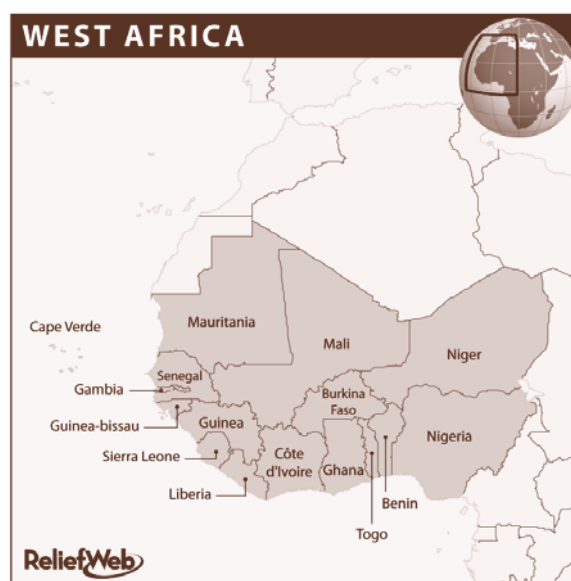 WEST AFRICA
Mauritania
Cape Verde
Mali
Niger
Senegal
Gambia
Burkina
Faso
Guinea-bissau
Guinea
Nigeria
Côte
d'Ivoire
Sierra Leone
Ghana
Liberia
Benin
Togo
ReliefWeb